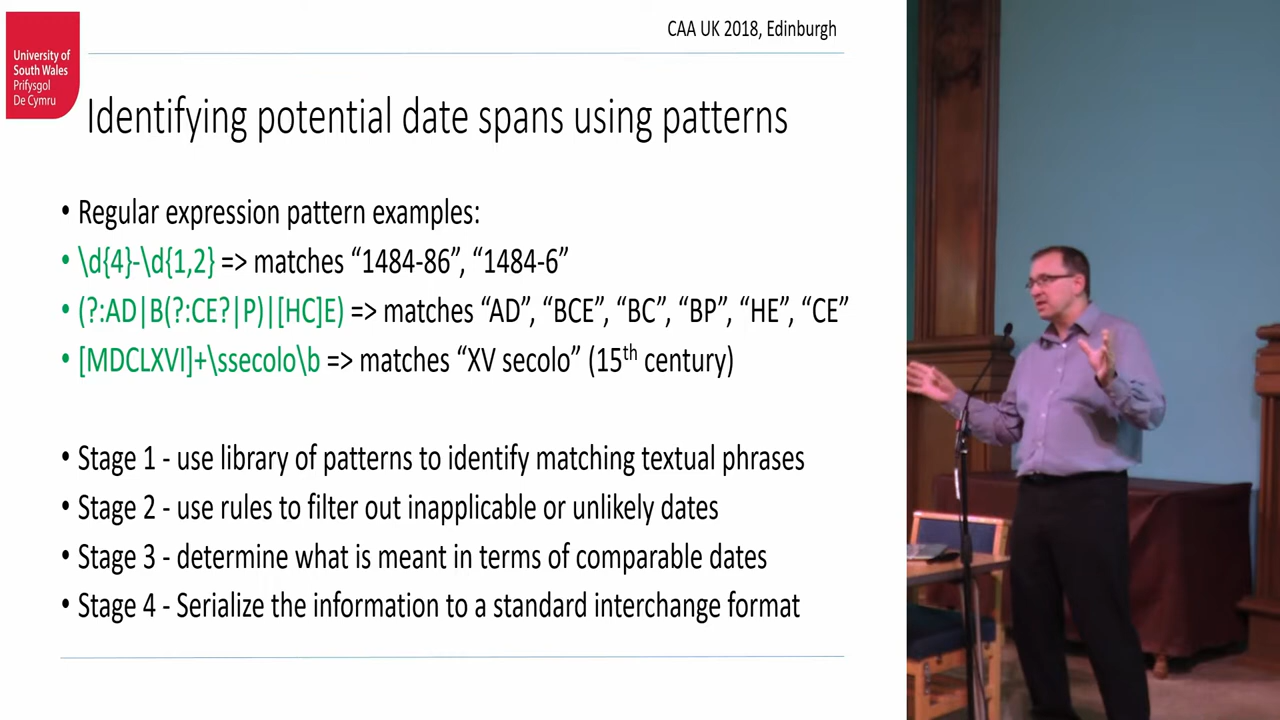 CAA UK 2018, Edinburgh
University of
South Wales
Prifysgol
De Cymru
Identifying potential date spans using patterns
• Regular expression pattern examples:
• \d{4}-\d{1,2} => matches “1484-86”, “1484-6”
• (?:AD|B(?:CE?|P)|[HC]E) => matches “AD”, “BCE”, “BC”, “BP”, “HE”, “CE”
• [MDCLXVI]+\ssecolo\b => matches “XV secolo” (15th century)
• Stage 1 - use library of patterns to identify matching textual phrases
• Stage 2 - use rules to filter out inapplicable or unlikely dates
• Stage 3 - determine what is meant in terms of comparable dates
• Stage 4 - Serialize the information to a standard interchange format